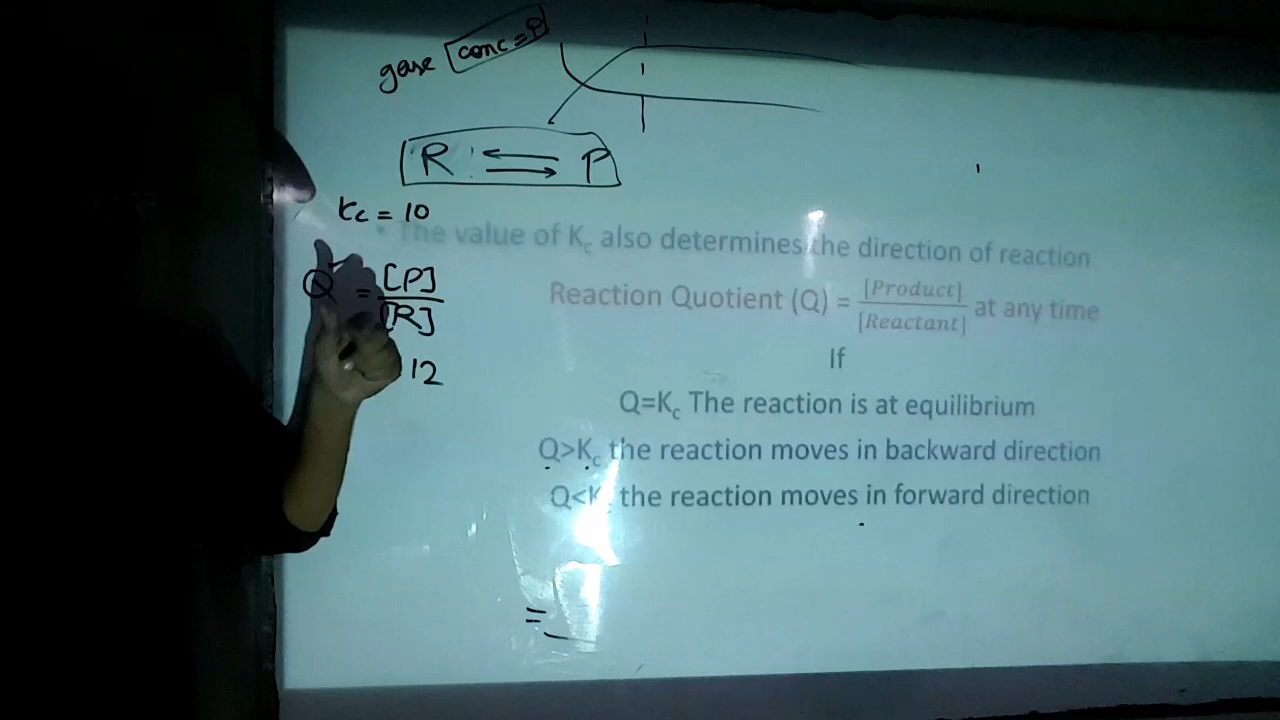 gase conc = P
R ⇌ P
Kc = 10
• The value of Kc also determines the direction of reaction
Q = [P] / [R]
12
Reaction Quotient (Q) = [Product] / [Reactant] at any time
If
Q=Kc The reaction is at equilibrium
Q>Kc the reaction moves in backward direction
Q<K the reaction moves in forward direction
=